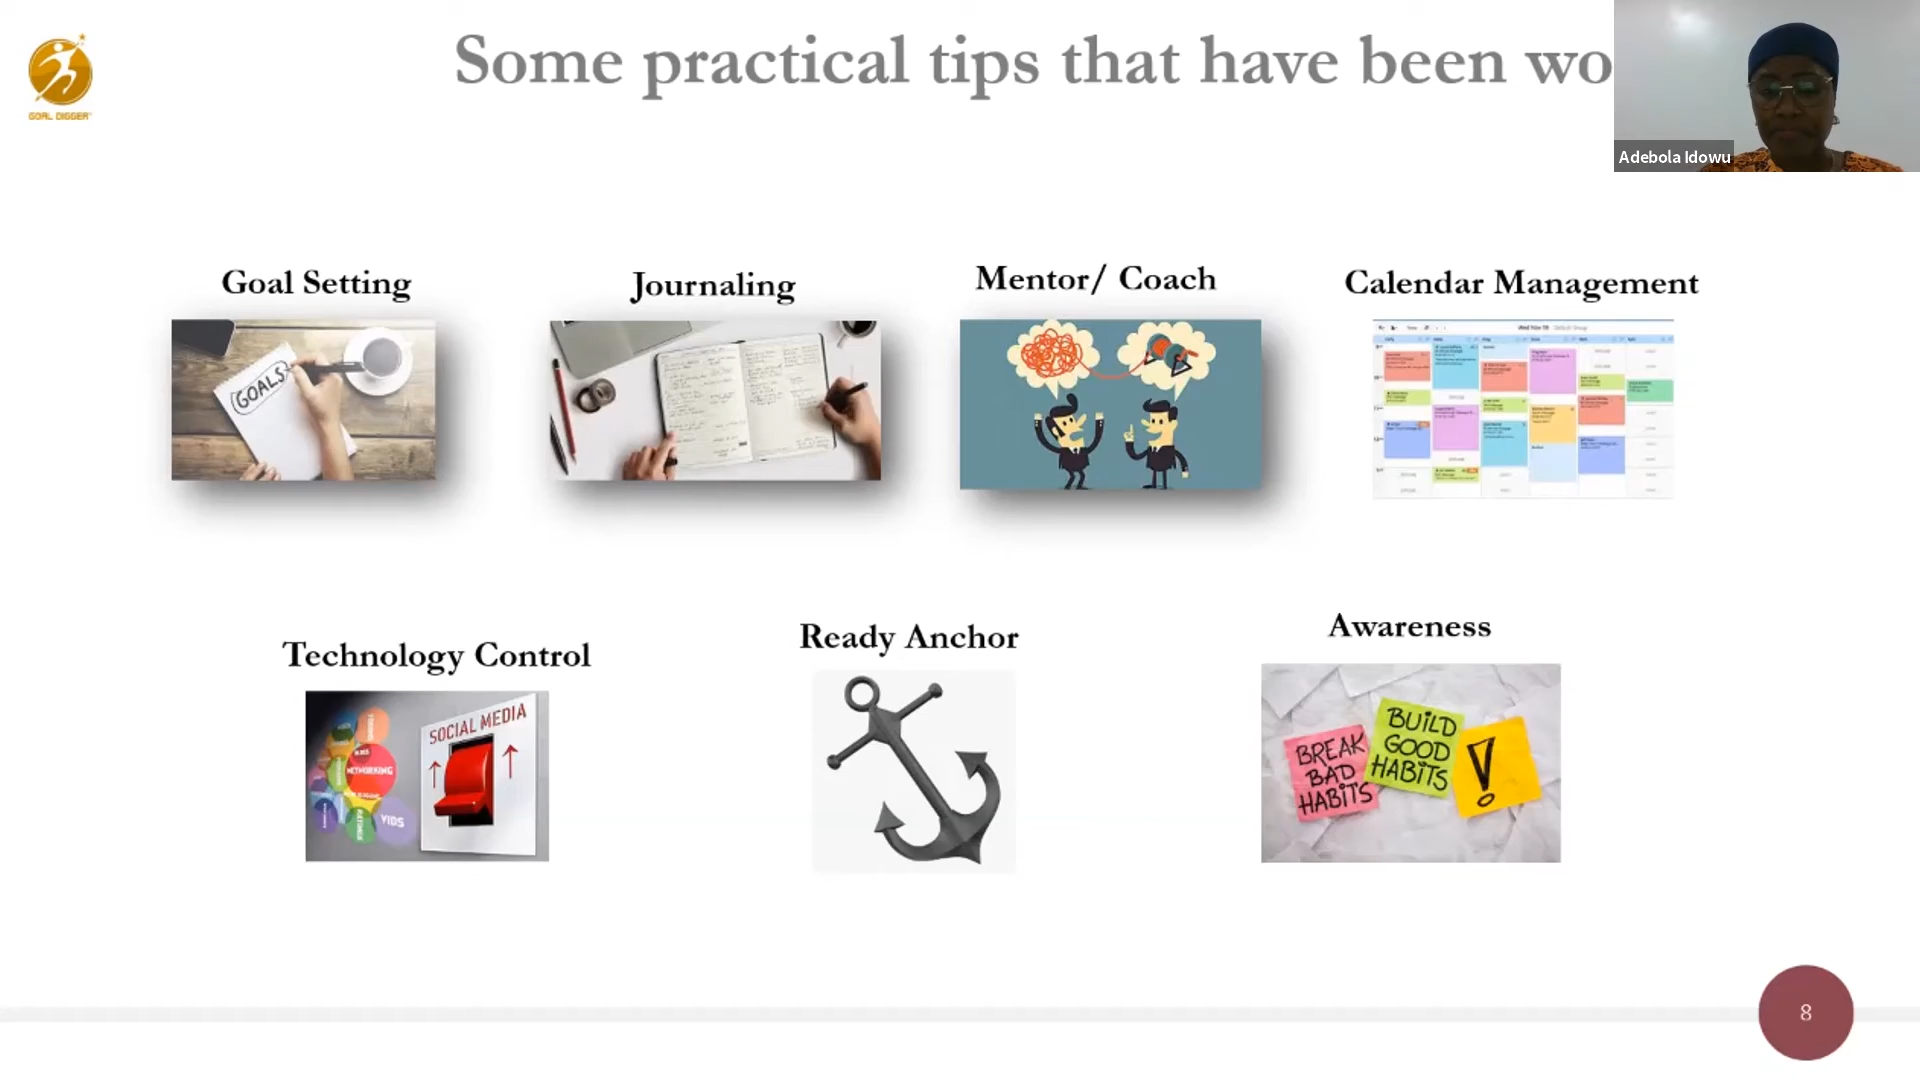 Some practical tips that have been wo
GOAL DIGGER
Adebola Idowu
Goal Setting
Journaling
Mentor/ Coach
Calendar Management
GOALS
Technology Control
Ready Anchor
Awareness
SOCIAL MEDIA
NETWORKING
VIDS
BREAK
BAD
HABITS
BUILD
GOOD
HABITS
!
8